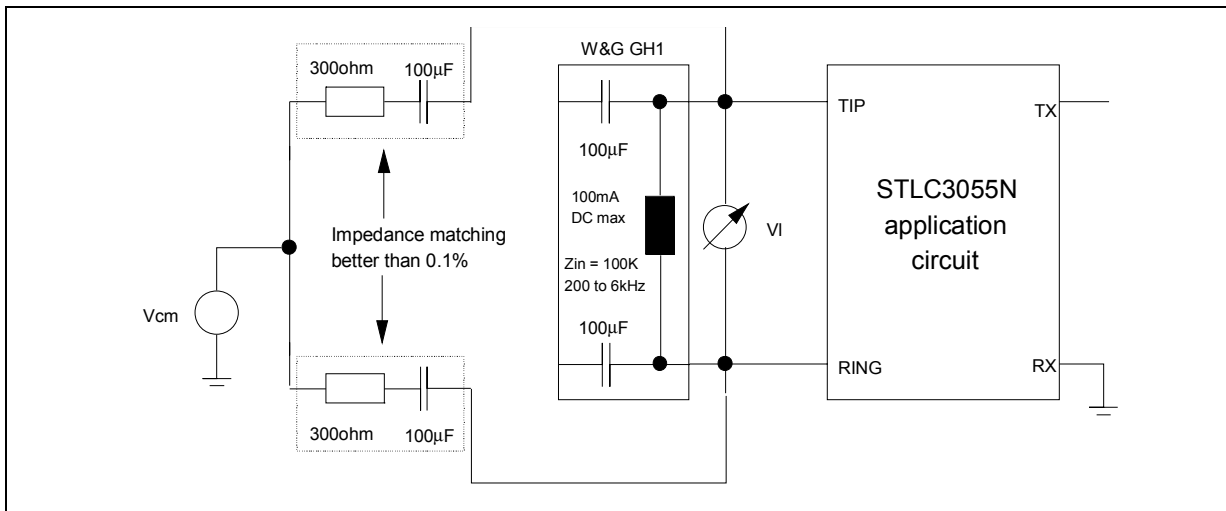 W&G GH1
300ohm
100μF
TIP
TX
100μF
STLC3055N
application
circuit
100mA
DC max
VI
Impedance matching
better than 0.1%
Zin = 100K
200 to 6kHz
Vcm
100μF
RING
RX
300ohm
100μF